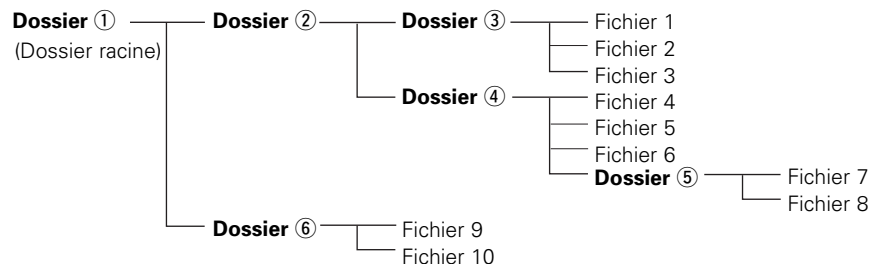 Dossier ① Dossier ② Dossier ③ Fichier 1
(Dossier racine) Fichier 2
Fichier 3
Dossier ④ Fichier 4
Fichier 5
Fichier 6
Dossier ⑤ Fichier 7
Fichier 8
Dossier ⑥ Fichier 9
Fichier 10